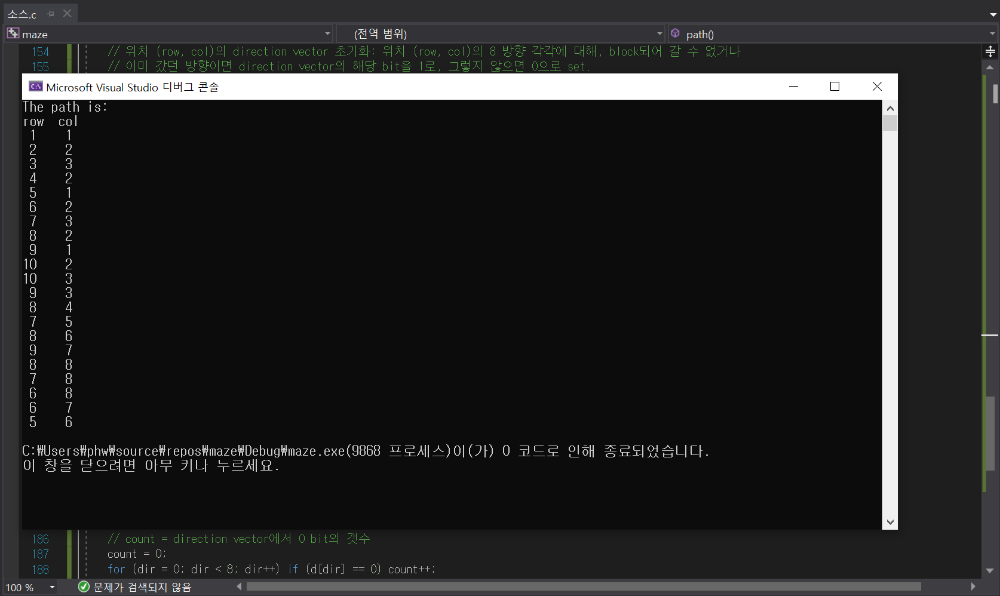 소스.c
maze
(전역 범위)
path()
154 // 위치 (row, col)의 direction vector 초기화: 위치 (row, col)의 8 방향 각각에 대해, block되어 갈 수 없거나
155 // 이미 갔던 방향이면 direction vector의 해당 bit을 1로, 그렇지 않으면 0으로 set.
C:\ Microsoft Visual Studio 디버그 콘솔
The path is:
row col
1 1
2 2
3 3
4 2
5 1
6 2
7 3
8 2
9 1
10 2
10 3
9 3
8 4
7 5
8 6
9 7
8 8
7 8
6 8
6 7
5 6
C:₩Users₩phw₩source₩repos₩maze₩Debug₩maze.exe(9868 프로세스)이(가) 0 코드로 인해 종료되었습니다.
이 창을 닫으려면 아무 키나 누르세요.
186 // count = direction vector에서 0 bit의 갯수
187 count = 0;
188 for (dir = 0; dir < 8; dir++) if (d[dir] == 0) count++;
100 %
문제가 검색되지 않음